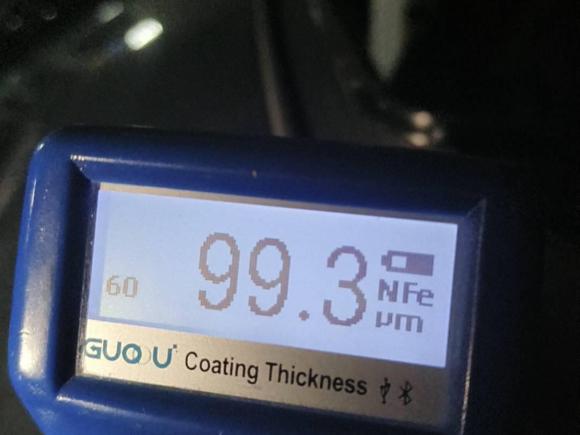 60
99.3
NFe
μm
GUOOU Coating Thickness